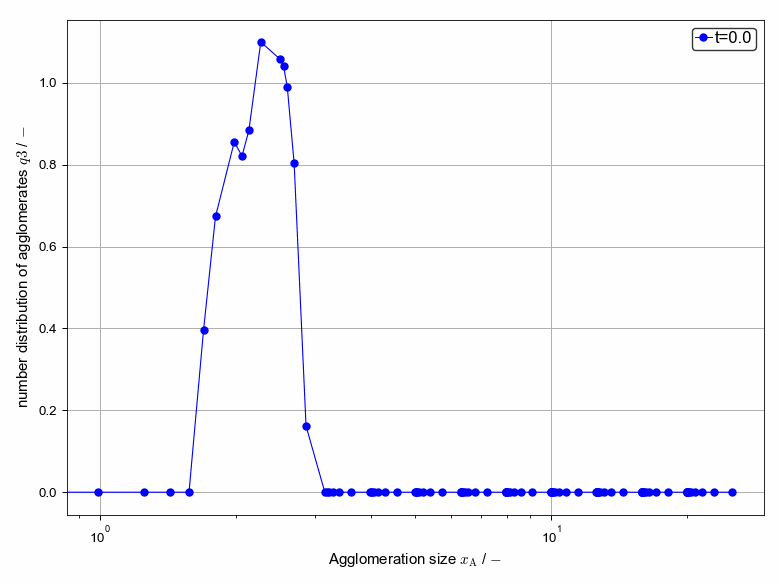 t=0.0
number distribution of agglomerates q3 / −
1.0
0.8
0.6
0.4
0.2
0.0
10⁰
10¹
Agglomeration size x_A / −